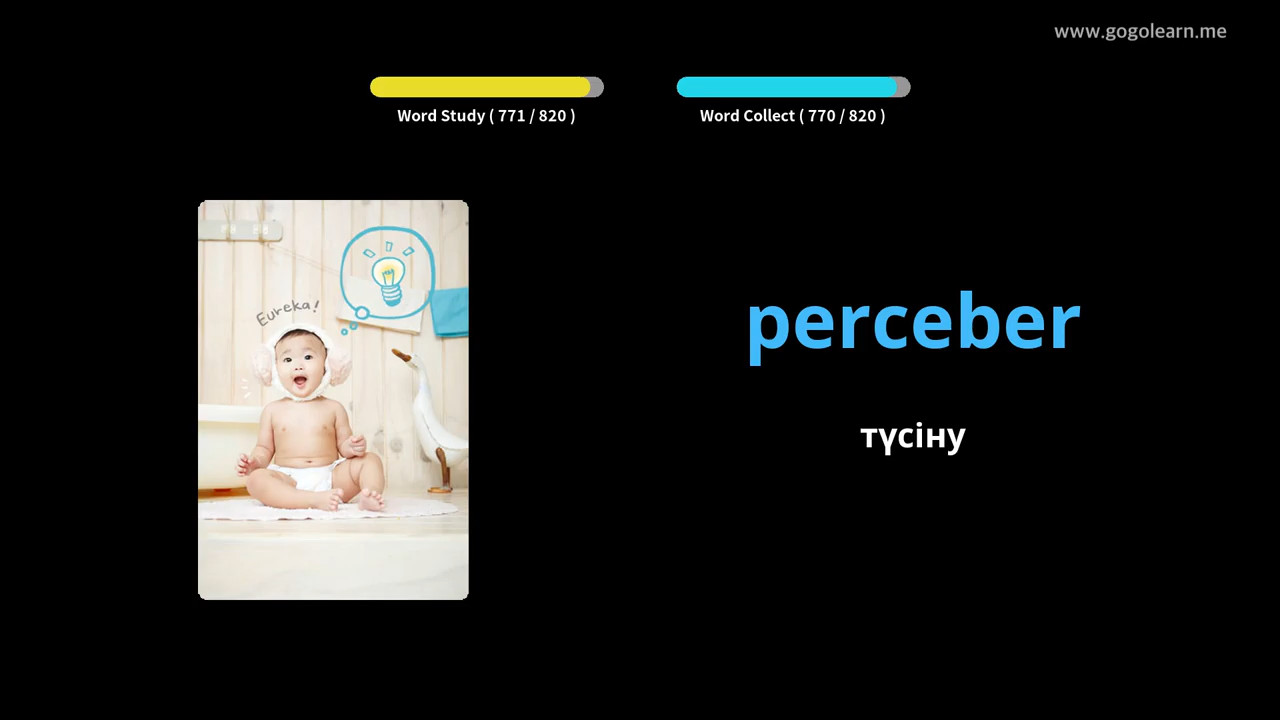 www.gogolearn.me
Word Study ( 771 / 820 )
Word Collect ( 770 / 820 )
Eureka!
perceber
түсіну